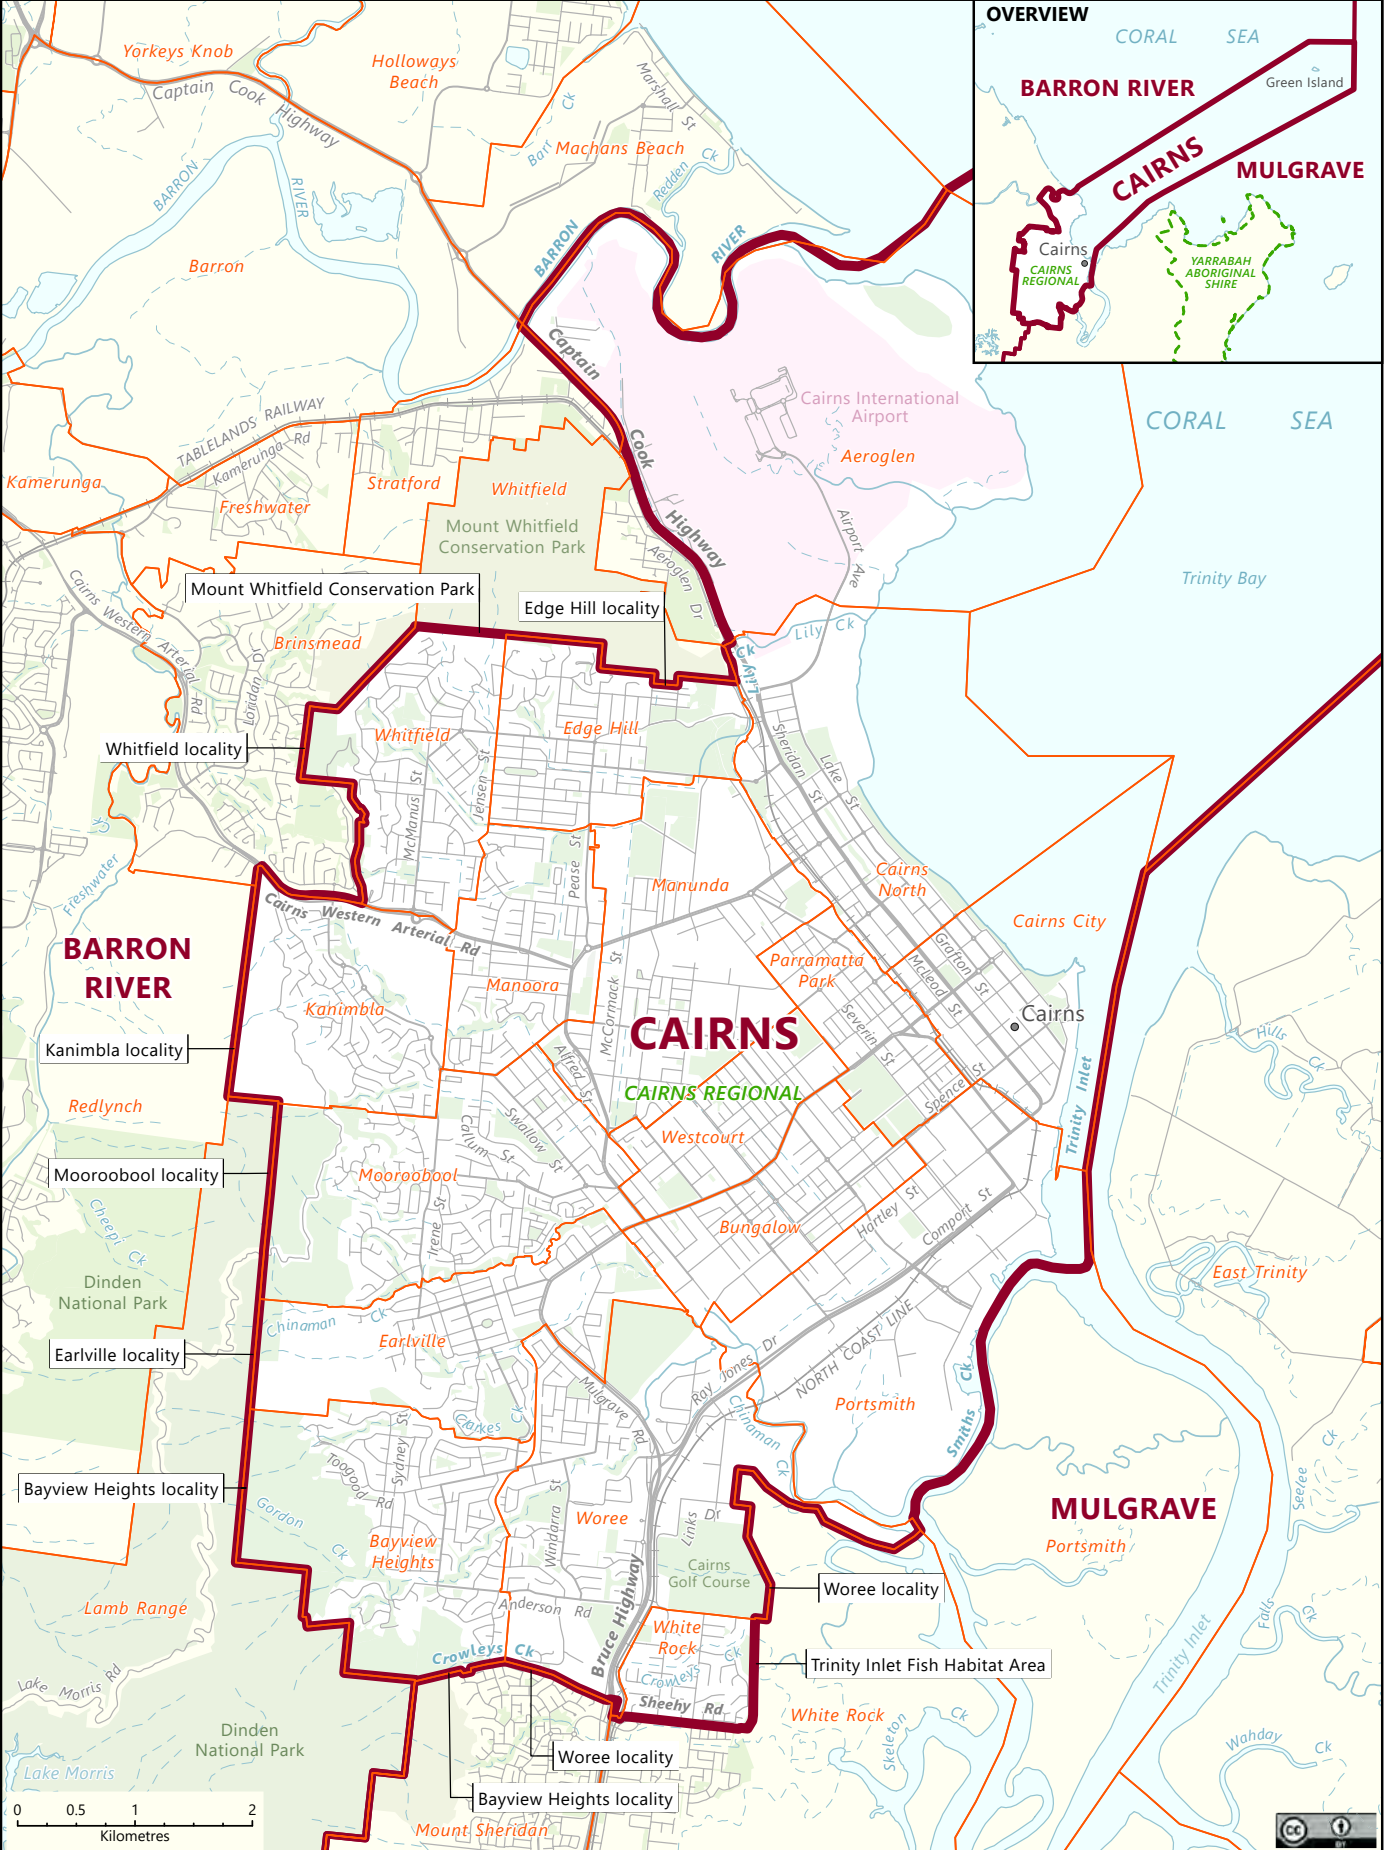 OVERVIEW
CORAL SEA
BARRON RIVER
Green Island
CAIRNS
MULGRAVE
Cairns
CAIRNS
REGIONAL
YARRABAH
ABORIGINAL
SHIRE
Yorkeys Knob
Holloways
Beach
Captain Cook Highway
Marshall St
Barr Ck
Machans Beach
Redden Ck
BARRON RIVER
BARRON RIVER
Barron
Captain Cook Highway
Cairns International
Airport
Aeroglen
CORAL SEA
TABLELANDS RAILWAY
Kamerunga Rd
Kamerunga
Freshwater
Stratford
Whitfield
Mount Whitfield
Conservation Park
Aeroglen Dr
Airport Ave
Trinity Bay
Mount Whitfield Conservation Park
Edge Hill locality
Cairns Western Arterial Rd
Brinsmead
Loridan Dr
Lily Ck
Lily Ck
Whitfield locality
Whitfield
Edge Hill
McManus St
Jensen St
Sheridan St
Lake St
Freshwater Ck
Pease St
Manunda
Cairns
North
Cairns City
Cairns Western Arterial Rd
BARRON
RIVER
Kanimbla
Manoora
McCormack St
Parramatta
Park
Grafton St
McLeod St
Severin St
Cairns
CAIRNS
CAIRNS REGIONAL
Kanimbla locality
Redlynch
Alfred St
Spence St
Trinity Inlet
Hills Ck
Callum St
Swallow St
Westcourt
Mooroobool locality
Mooroobool
Irene St
Bungalow
Hartley St
Comport St
Cheepi Ck
Dinden
National Park
East Trinity
Chinaman Ck
Earlville
Earlville locality
NORTH COAST LINE
Ray Jones Dr
Mulgrave Rd
Portsmith
Smiths Ck
Chinaman Ck
Clarkes Ck
Sydney St
Toogood Rd
Bayview Heights locality
Gordon Ck
Bayview
Heights
Windarra St
Woree
Links Dr
Cairns
Golf Course
MULGRAVE
Portsmith
Seelee Ck
Woree locality
Lamb Range
Anderson Rd
Bruce Highway
White
Rock
Falls Ck
Crowleys Ck
Crowleys Ck
Trinity Inlet Fish Habitat Area
Lake Morris Rd
Sheehy Rd
White Rock
Trinity Inlet
Skeleton Ck
Dinden
National Park
Lake Morris
Woree locality
Wahday Ck
Bayview Heights locality
Mount Sheridan
0 0.5 1 2
Kilometres
cc
BY